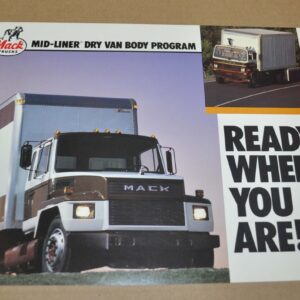 Mack
TRUCKS
MID-LINER DRY VAN BODY PROGRAM
MACK
READY
WHEN
YOU
ARE!